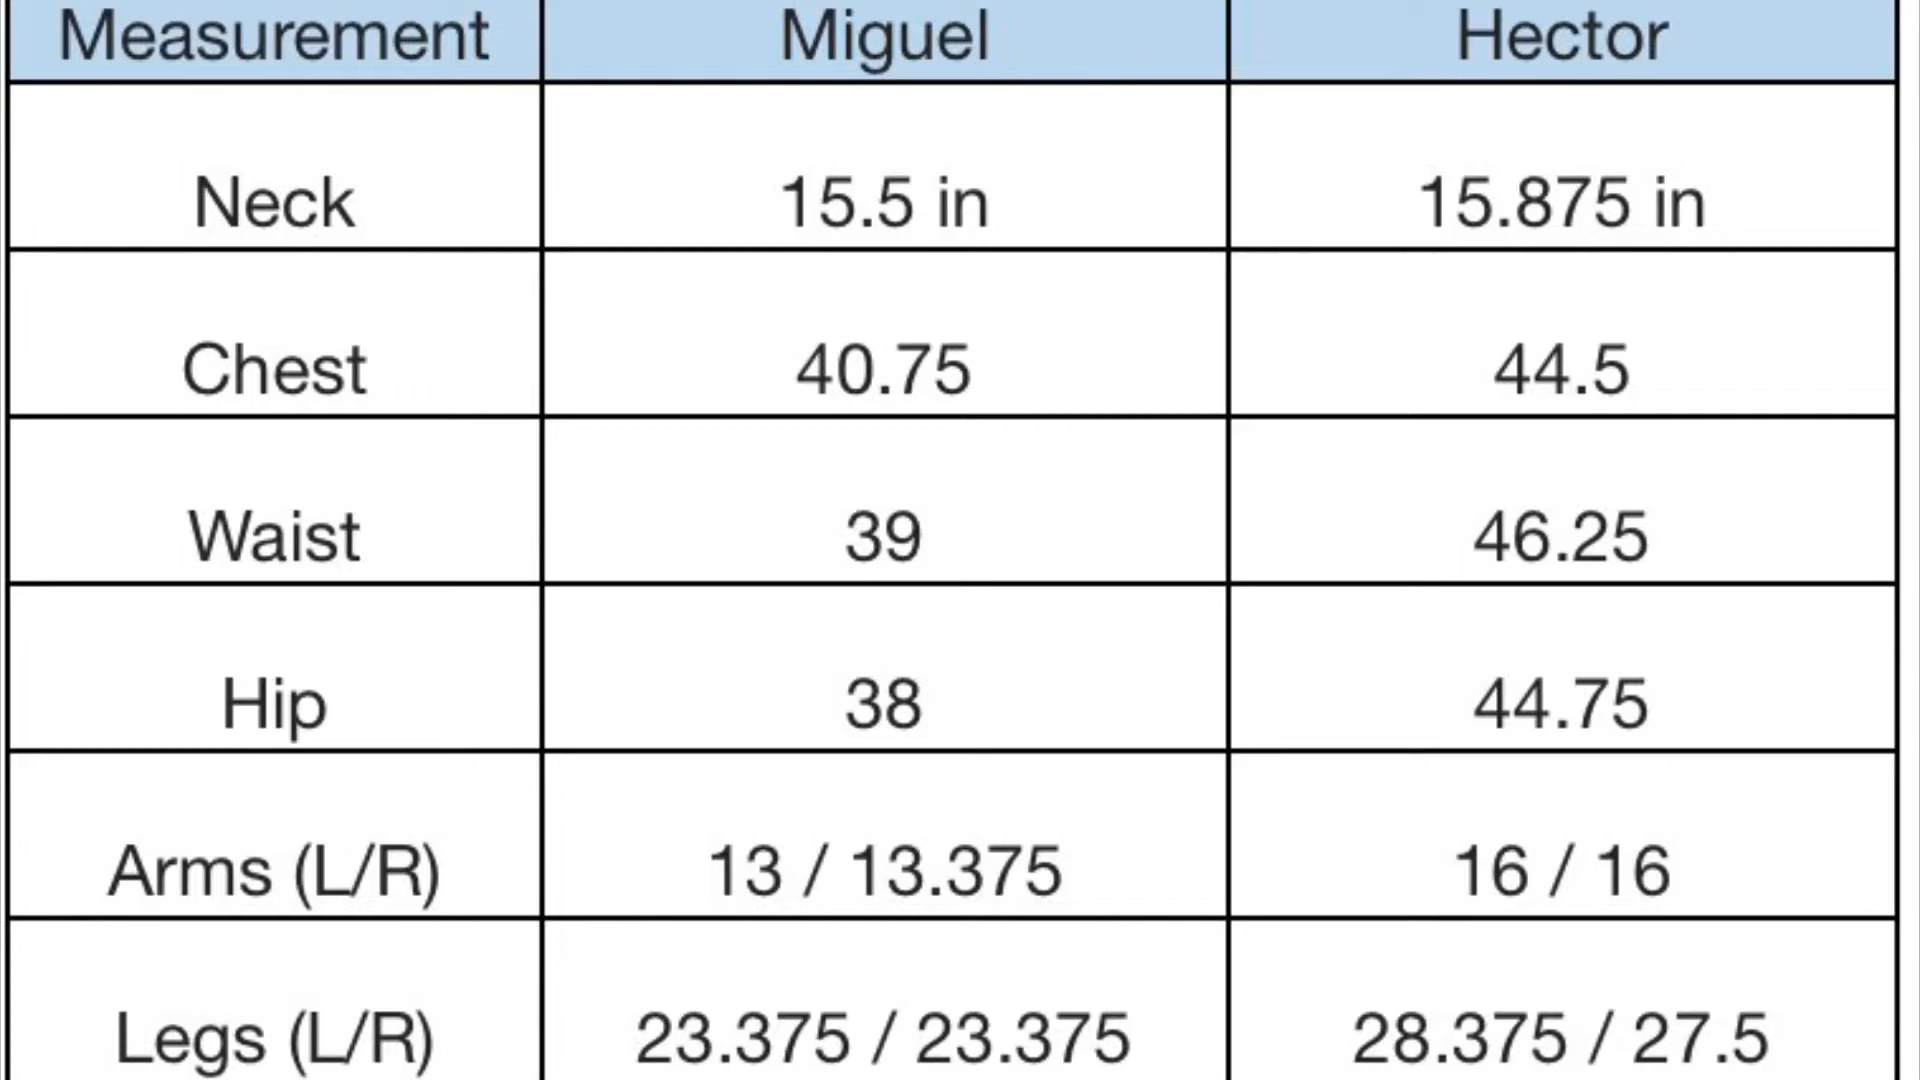 Measurement Miguel Hector
Neck 15.5 in 15.875 in
Chest 40.75 44.5
Waist 39 46.25
Hip 38 44.75
Arms (L/R) 13 / 13.375 16 / 16
Legs (L/R) 23.375 / 23.375 28.375 / 27.5